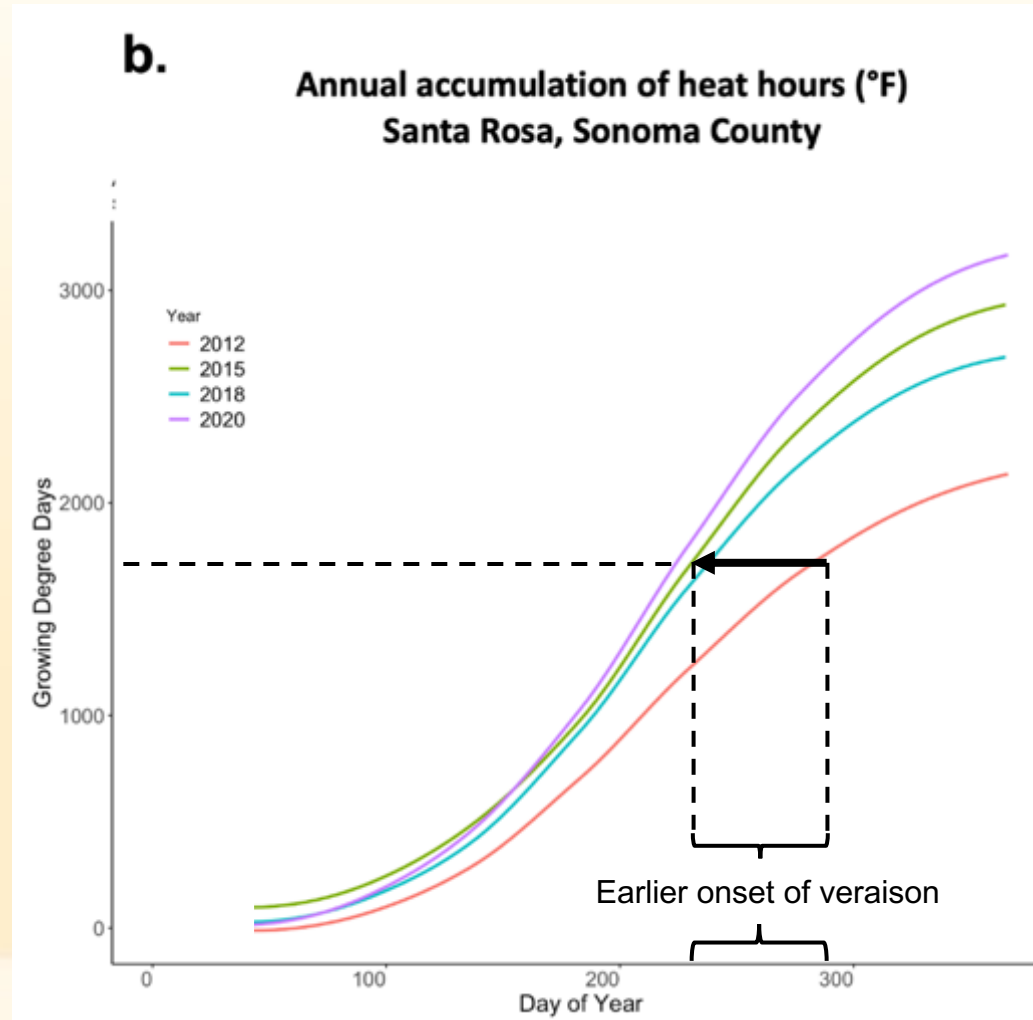 b.
Annual accumulation of heat hours (°F)
Santa Rosa, Sonoma County
3000
2000
1000
0
Growing Degree Days
Year
2012
2015
2018
2020
Earlier onset of veraison
0
100
200
300
Day of Year